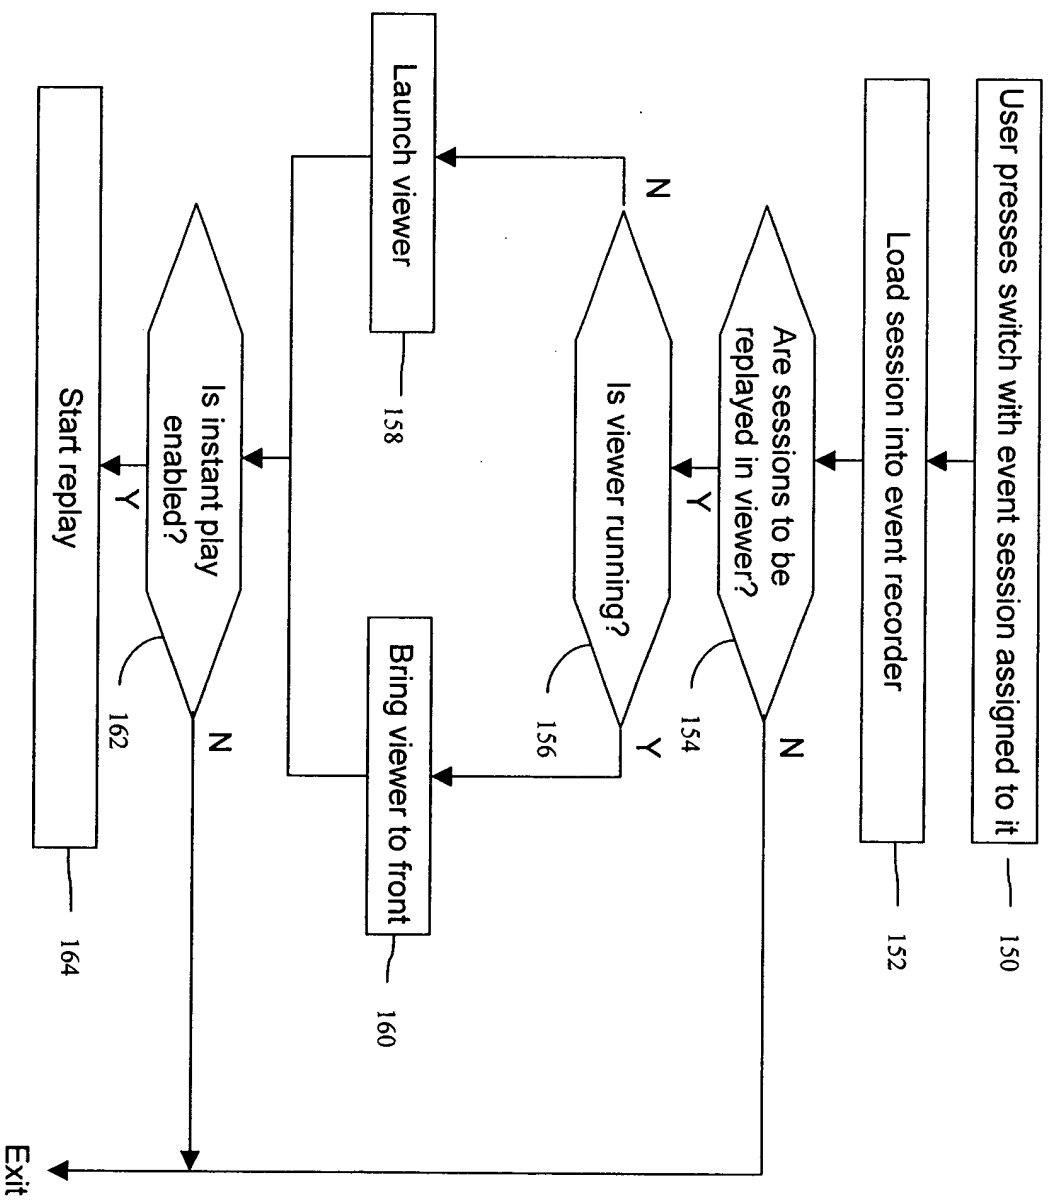 User presses switch with event session assigned to it
150
Load session into event recorder
152
Are sessions to be
replayed in viewer?
154
N
Y
Is viewer running?
156
N
Y
Launch viewer
158
Bring viewer to front
160
Is instant play
enabled?
162
N
Y
Start replay
164
Exit